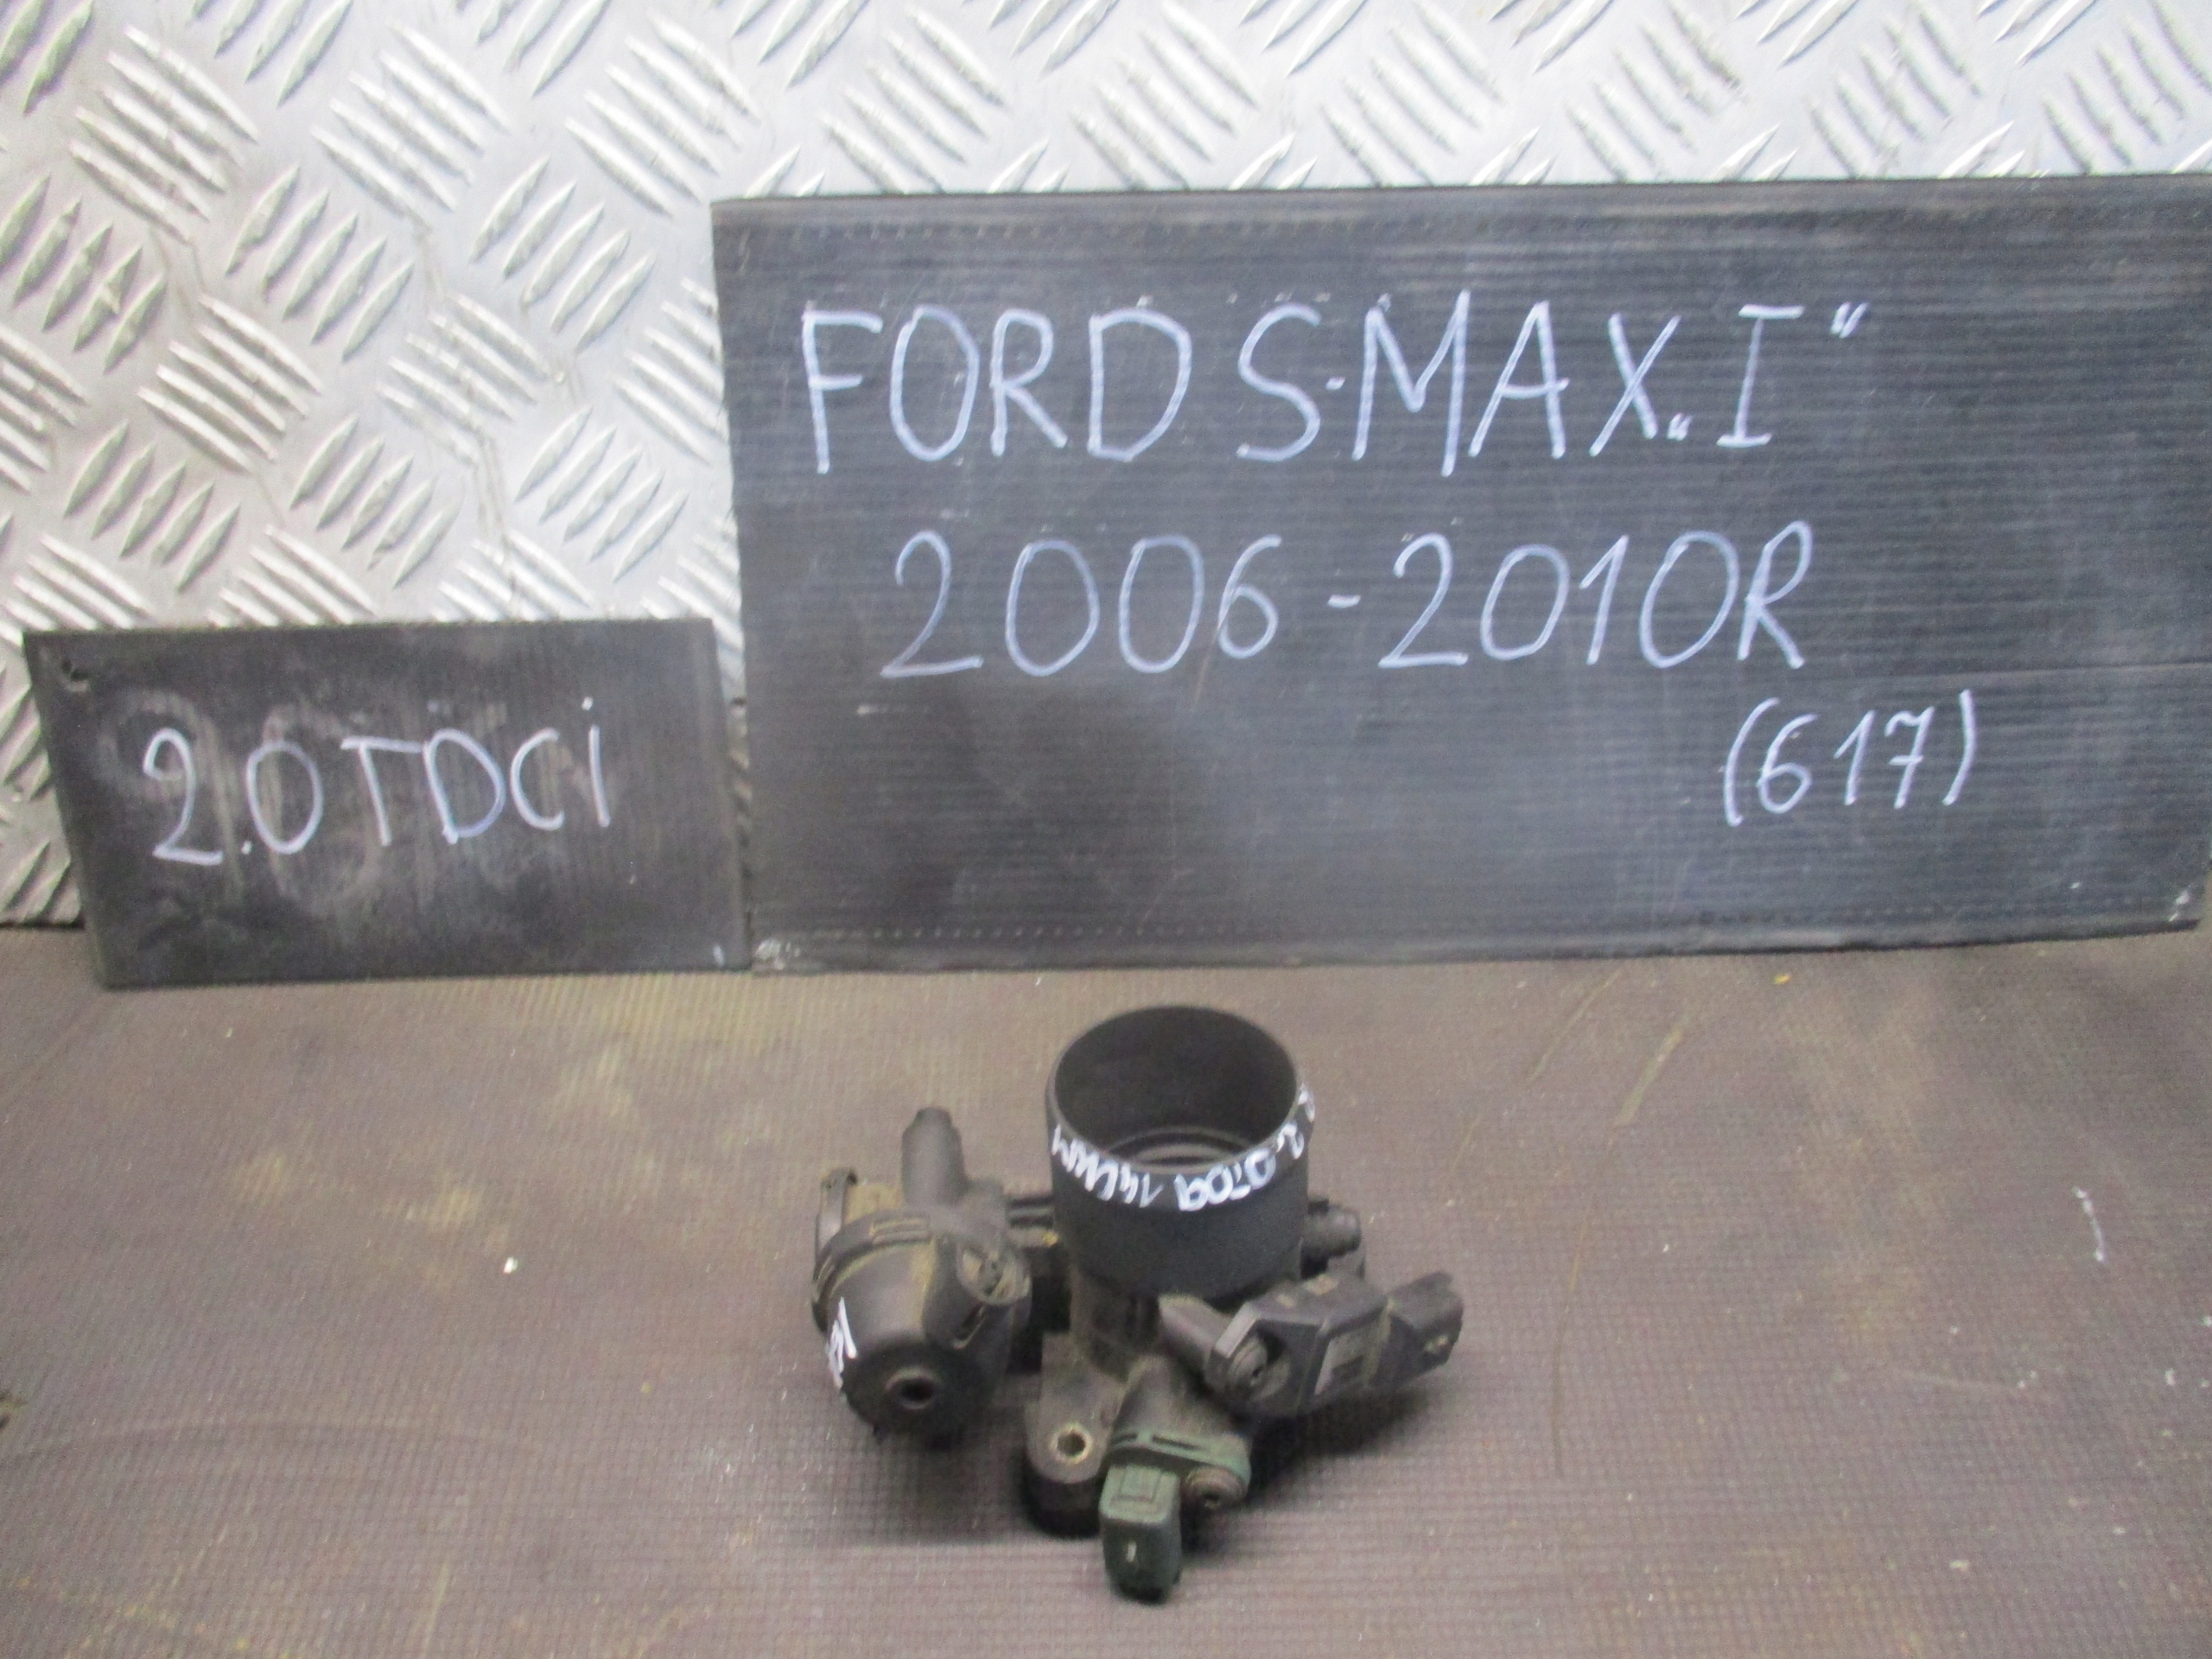 FORD S-MAX „I"
2006-2010R
(617)
2.0TDCi